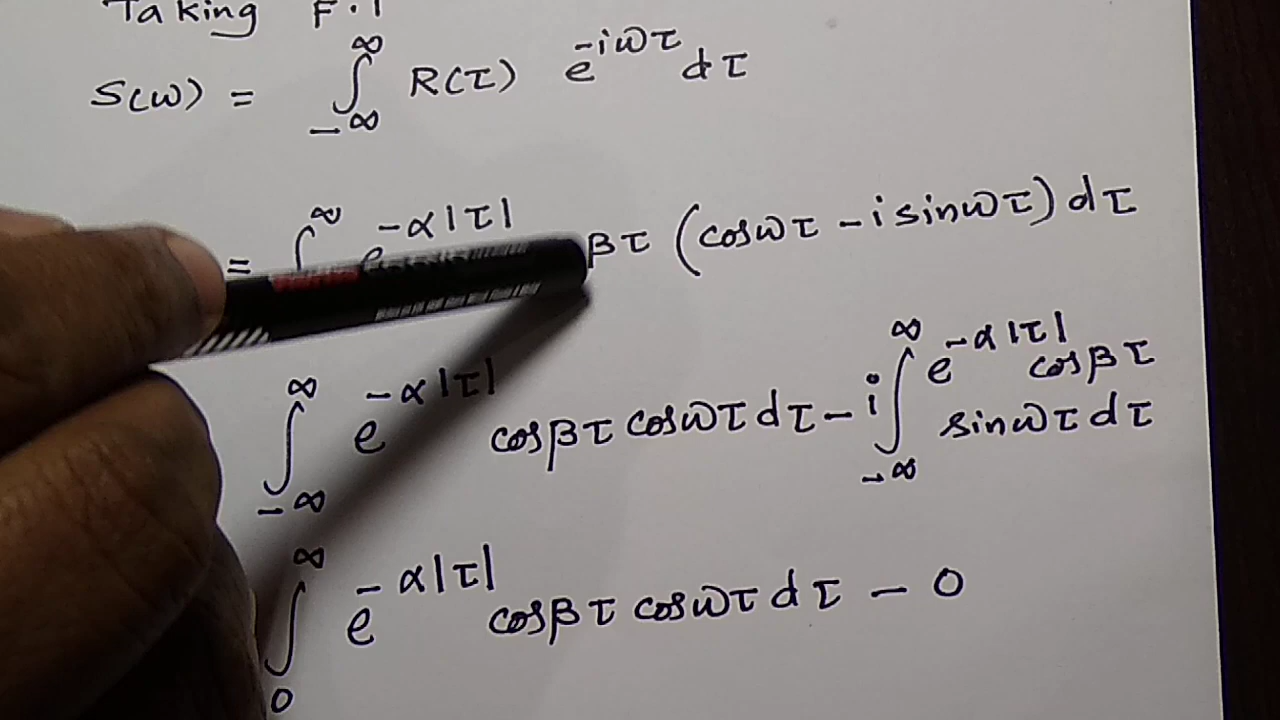 Taking F.T
S(ω) = ∫_{-∞}^{∞} R(τ) e^{-iωτ} dτ
= ∫^{∞} e^{-α|τ|} βτ (cosωτ - i sinωτ) dτ
∫_{-∞}^{∞} e^{-α|τ|} cosβτ cosωτ dτ - i ∫_{-∞}^{∞} e^{-α|τ|} cosβτ
sinωτ dτ
∫_{0}^{∞} e^{-α|τ|} cosβτ cosωτ dτ - 0